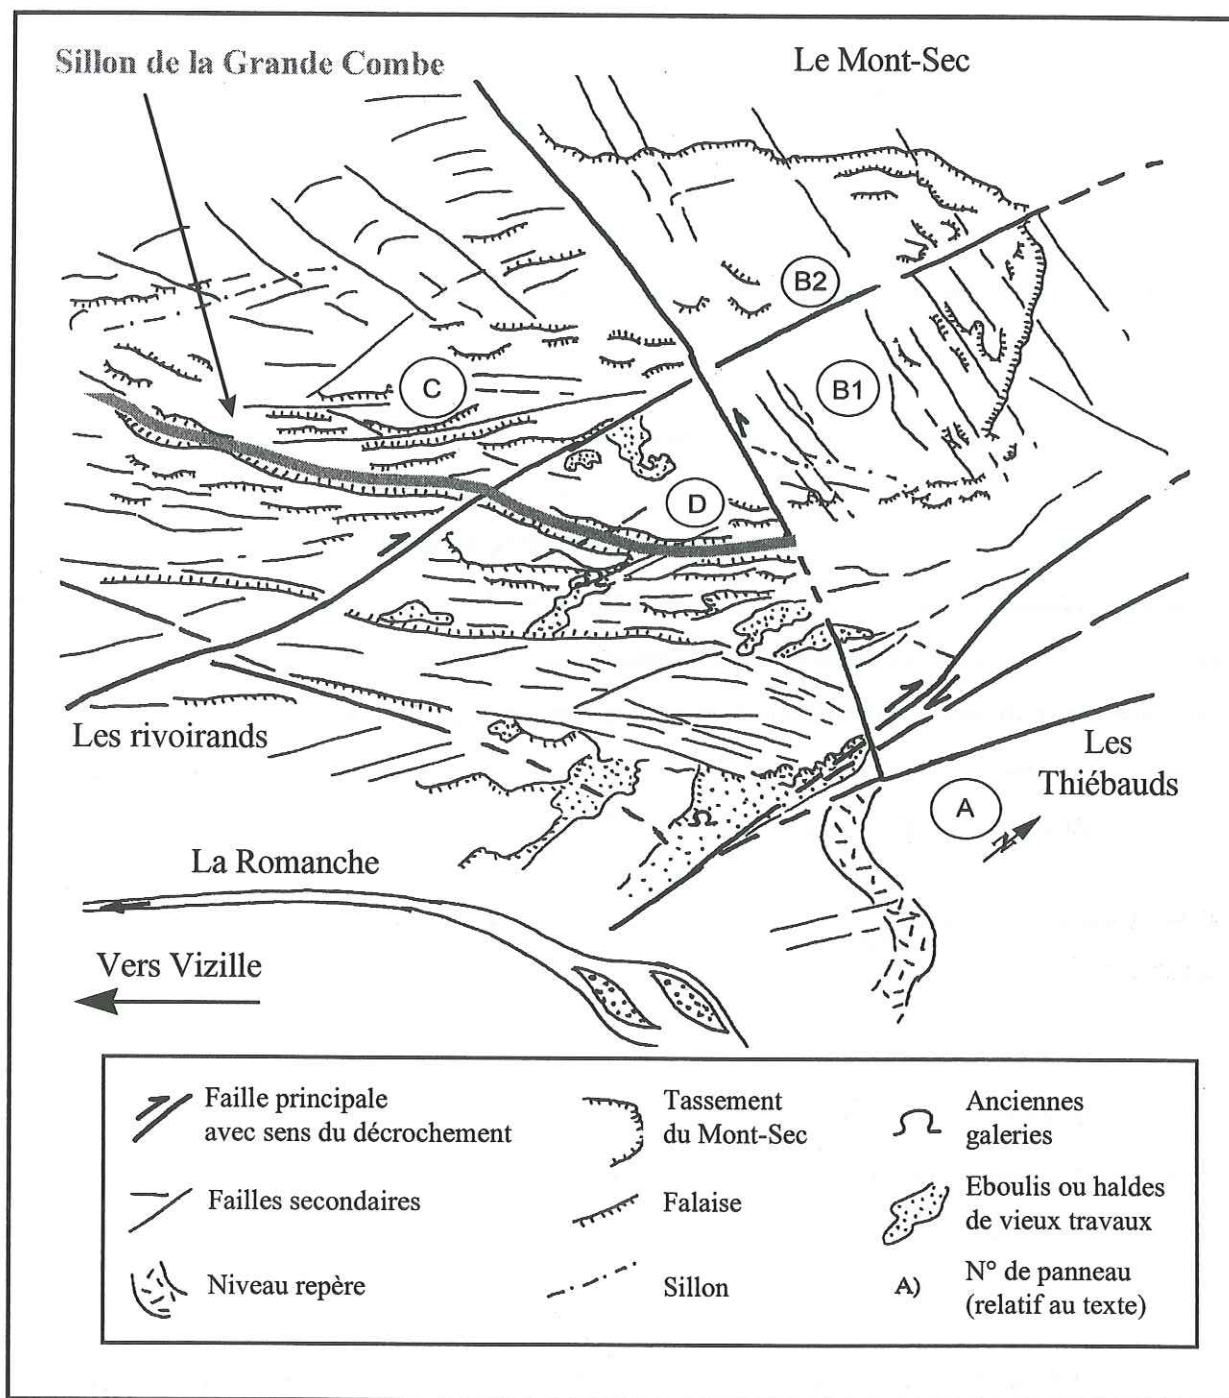 Sillon de la Grande Combe
Le Mont-Sec
B2
B1
C
D
Les rivoirands
Les
Thiébauds
A
N
La Romanche
Vers Vizille
Faille principale
avec sens du décrochement
Tassement
du Mont-Sec
Anciennes
galeries
Failles secondaires
Falaise
Eboulis ou haldes
de vieux travaux
Niveau repère
Sillon
A)
N° de panneau
(relatif au texte)